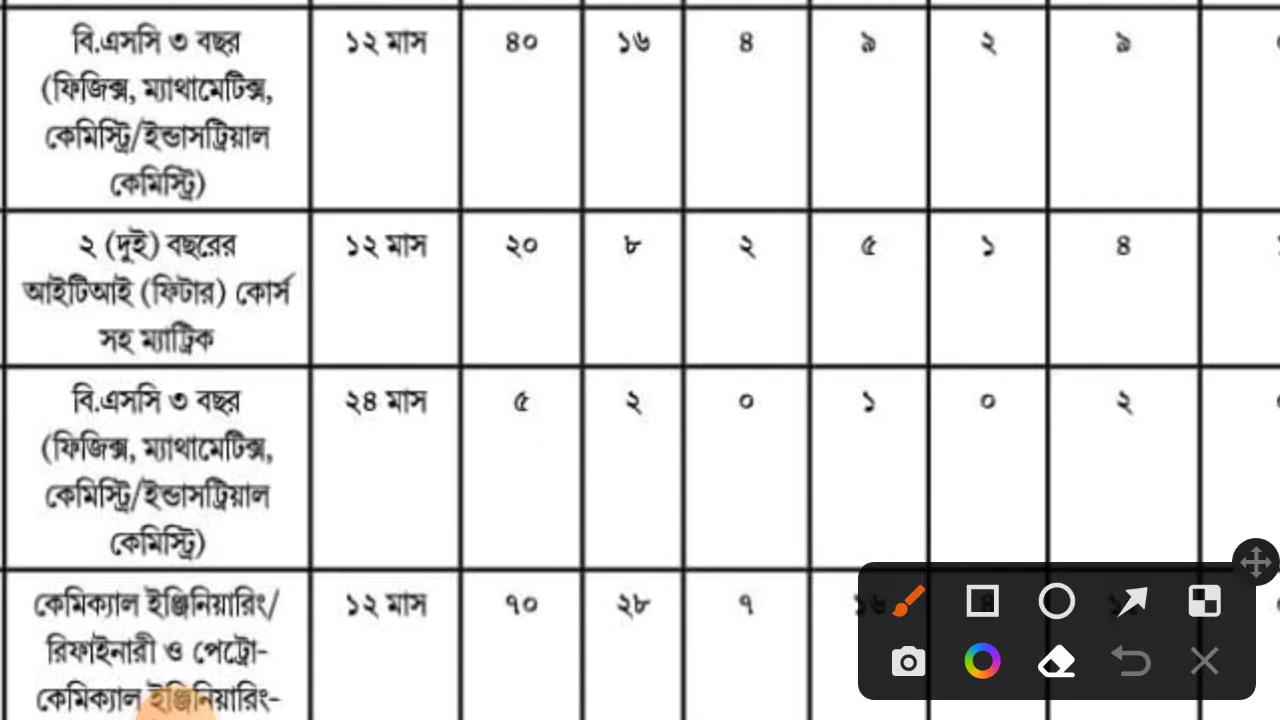 বি.এসসি ৩ বছর ১২ মাস ৪০ ১৬ ৪ ৯ ২ ৯
(ফিজিক্স, ম্যাথামেটিক্স,
কেমিস্ট্রি/ইন্ডাসট্রিয়াল
কেমিস্ট্রি)
২ (দুই) বছরের ১২ মাস ২০ ৮ ২ ৫ ১ ৪
আইটিআই (ফিটার) কোর্স
সহ ম্যাট্রিক
বি.এসসি ৩ বছর ২৪ মাস ৫ ২ ০ ১ ০ ২
(ফিজিক্স, ম্যাথামেটিক্স,
কেমিস্ট্রি/ইন্ডাসট্রিয়াল
কেমিস্ট্রি)
কেমিক্যাল ইঞ্জিনিয়ারিং/ ১২ মাস ৭০ ২৮ ৭ ১৬
রিফাইনারী ও পেট্রো-
কেমিক্যাল ইঞ্জিনিয়ারিং-